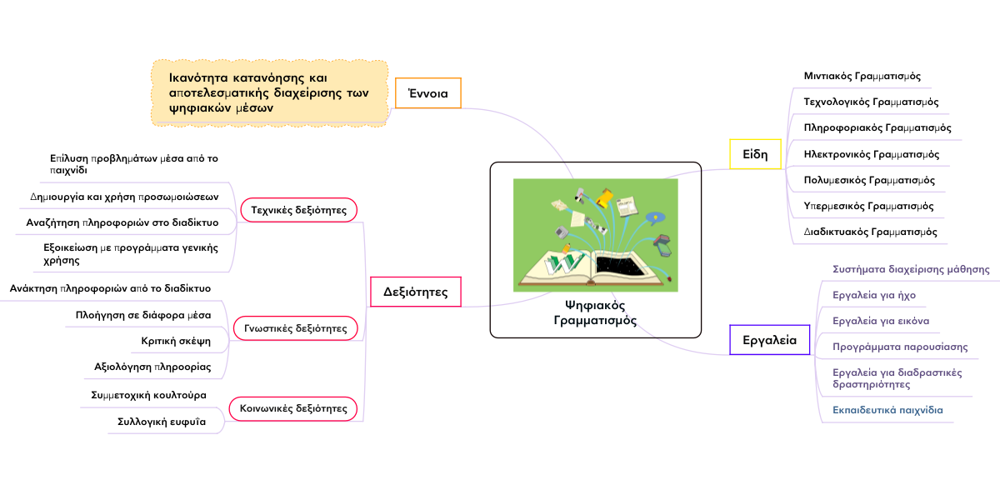 Ψηφιακός
Γραμματισμός
Έννοια
Ικανότητα κατανόησης και
αποτελεσματικής διαχείρισης των
ψηφιακών μέσων
Δεξιότητες
Τεχνικές δεξιότητες
Επίλυση προβλημάτων μέσα από το
παιχνίδι
Δημιουργία και χρήση προσωμοιώσεων
Αναζήτηση πληροφοριών στο διαδίκτυο
Εξοικείωση με προγράμματα γενικής
χρήσης
Γνωστικές δεξιότητες
Ανάκτηση πληροφοριών από το διαδίκτυο
Πλοήγηση σε διάφορα μέσα
Κριτική σκέψη
Αξιολόγηση πληροορίας
Κοινωνικές δεξιότητες
Συμμετοχική κουλτούρα
Συλλογική ευφυΐα
Είδη
Μιντιακός Γραμματισμός
Τεχνολογικός Γραμματισμός
Πληροφοριακός Γραμματισμός
Ηλεκτρονικός Γραμματισμός
Πολυμεσικός Γραμματισμός
Υπερμεσικός Γραμματισμός
Διαδικτυακός Γραμματισμός
Εργαλεία
Συστήματα διαχείρισης μάθησης
Εργαλεία για ήχο
Εργαλεία για εικόνα
Προγράμματα παρουσίασης
Εργαλεία για διαδραστικές
δραστηριότητες
Εκπαιδευτικά παιχνίδια